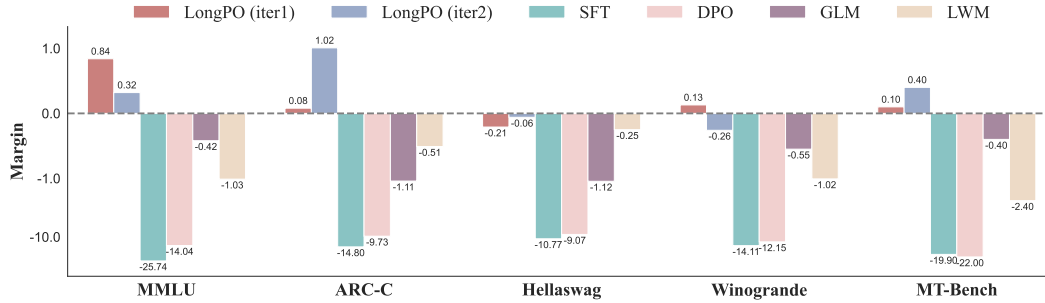 LongPO (iter1) LongPO (iter2) SFT DPO GLM LWM
Margin
1.0
0.0
-1.0
-10.0
0.84 0.32 -25.74 -14.04 -0.42 -1.03
0.08 1.02 -14.80 -9.73 -1.11 -0.51
-0.21 -0.06 -10.77 -9.07 -1.12 -0.25
0.13 -0.26 -14.11 -12.15 -0.55 -1.02
0.10 0.40 -19.90 -22.00 -0.40 -2.40
MMLU ARC-C Hellaswag Winogrande MT-Bench